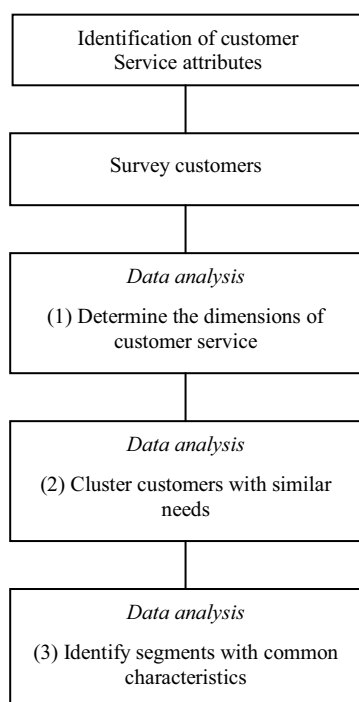 Identification of customer
Service attributes
Survey customers
Data analysis
(1) Determine the dimensions of
customer service
Data analysis
(2) Cluster customers with similar
needs
Data analysis
(3) Identify segments with common
characteristics